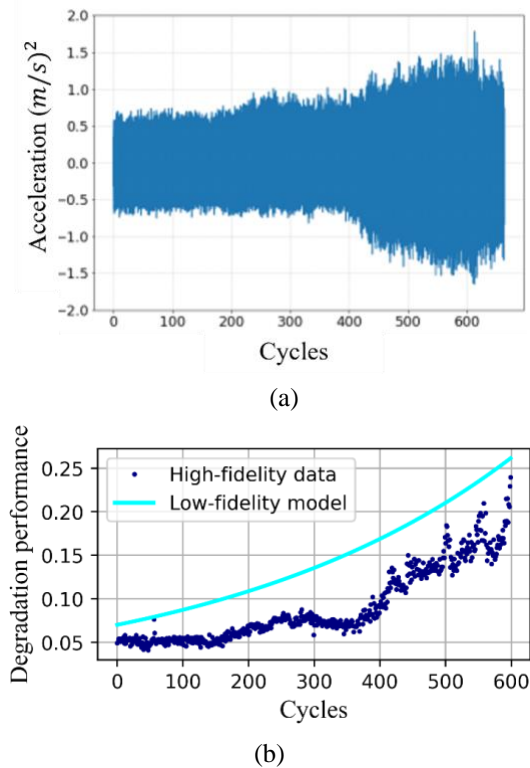 2.0
1.5
1.0
0.5
0.0
−0.5
−1.0
−1.5
−2.0
Acceleration (m/s)²
0 100 200 300 400 500 600
Cycles
(a)
High-fidelity data
Low-fidelity model
0.25
0.20
0.15
0.10
0.05
Degradation performance
0 100 200 300 400 500 600
Cycles
(b)